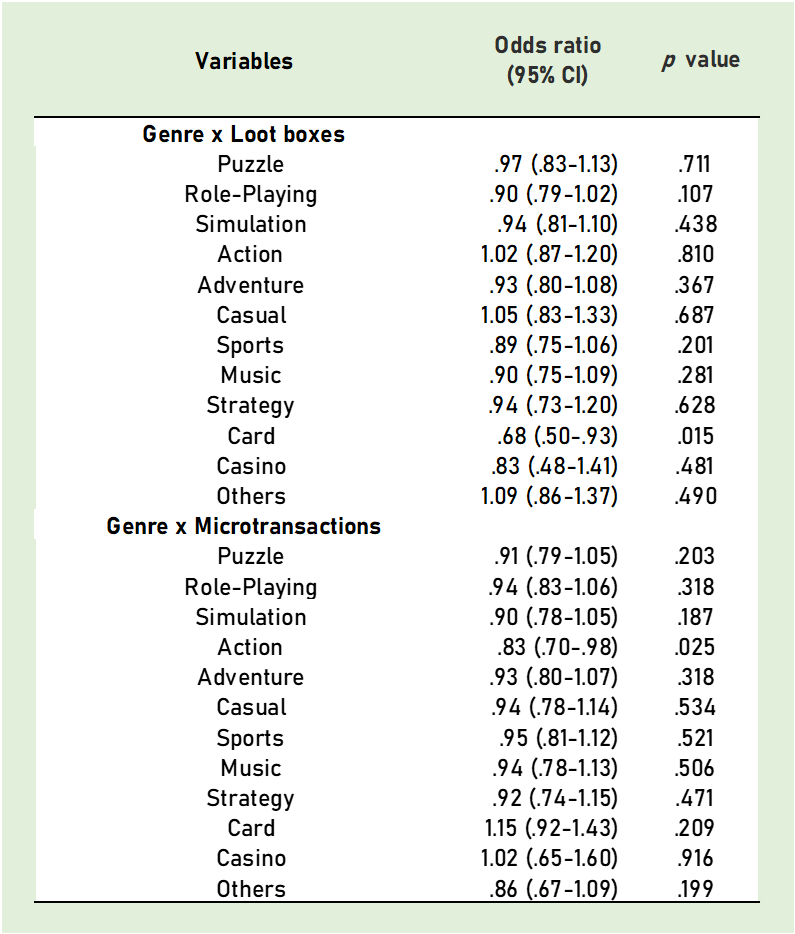 Variables Odds ratio (95% CI) p value
Genre x Loot boxes
Puzzle .97 (.83-1.13) .711
Role-Playing .90 (.79-1.02) .107
Simulation .94 (.81-1.10) .438
Action 1.02 (.87-1.20) .810
Adventure .93 (.80-1.08) .367
Casual 1.05 (.83-1.33) .687
Sports .89 (.75-1.06) .201
Music .90 (.75-1.09) .281
Strategy .94 (.73-1.20) .628
Card .68 (.50-.93) .015
Casino .83 (.48-1.41) .481
Others 1.09 (.86-1.37) .490
Genre x Microtransactions
Puzzle .91 (.79-1.05) .203
Role-Playing .94 (.83-1.06) .318
Simulation .90 (.78-1.05) .187
Action .83 (.70-.98) .025
Adventure .93 (.80-1.07) .318
Casual .94 (.78-1.14) .534
Sports .95 (.81-1.12) .521
Music .94 (.78-1.13) .506
Strategy .92 (.74-1.15) .471
Card 1.15 (.92-1.43) .209
Casino 1.02 (.65-1.60) .916
Others .86 (.67-1.09) .199